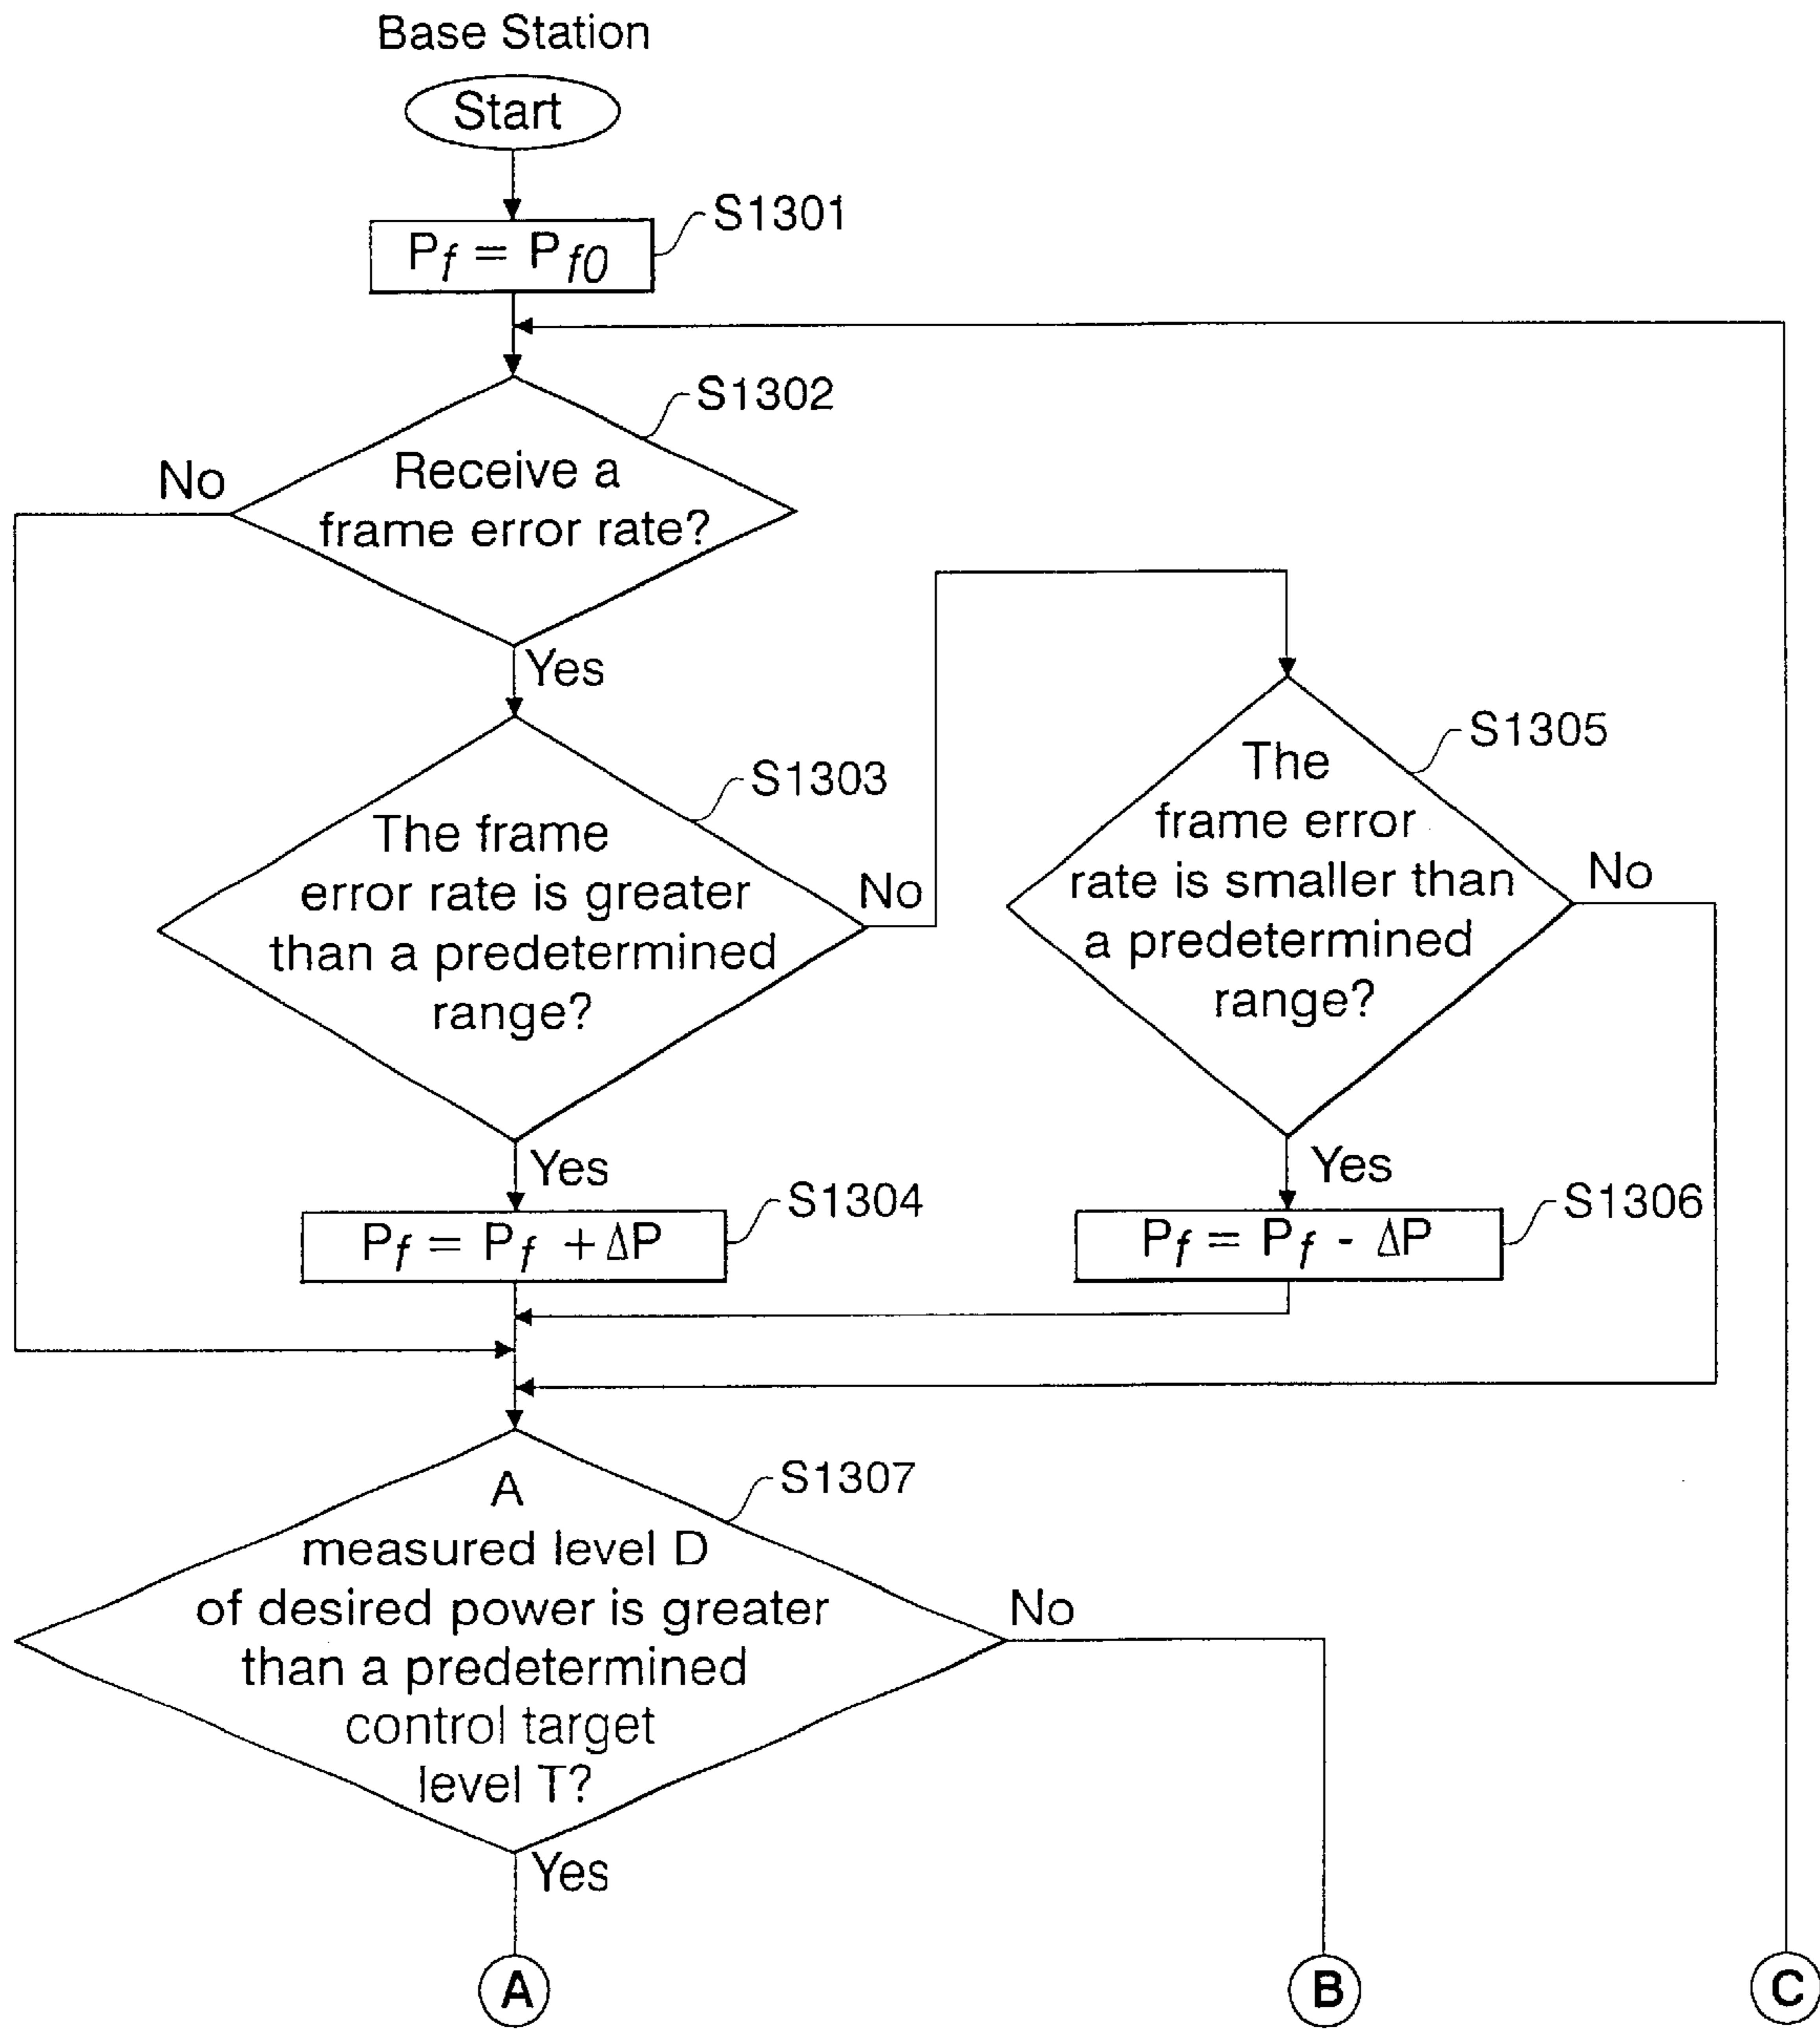 Base Station
Start
S1301
Pf = Pf0
S1302
No
Receive a
frame error rate?
Yes
S1303
The frame
error rate is greater
than a predetermined
range?
No
S1305
The
frame error
rate is smaller than
a predetermined
range?
No
Yes
S1304
Pf = Pf + ΔP
Yes
S1306
Pf = Pf - ΔP
S1307
A
measured level D
of desired power is greater
than a predetermined
control target
level T?
No
Yes
A
B
C